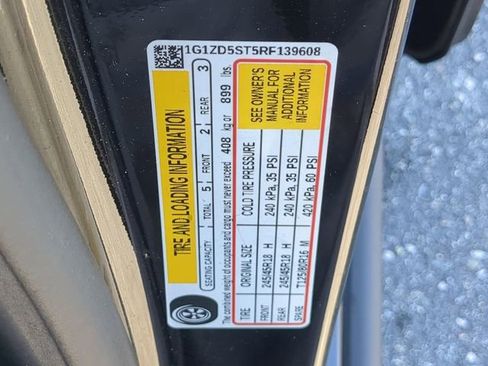 1G1ZD5ST5RF139608
TIRE AND LOADING INFORMATION
SEATING CAPACITY | TOTAL 5 | FRONT 2 | REAR 3
The combined weight of occupants and cargo must never exceed 408 kg or 899 lbs.
TIRE ORIGINAL SIZE COLD TIRE PRESSURE
FRONT 245/45R18 H 240 kPa, 35 PSI
REAR 245/45R18 H 240 kPa, 35 PSI
SPARE T125/80R16 M 420 kPa, 60 PSI
SEE OWNER'S
MANUAL FOR
ADDITIONAL
INFORMATION